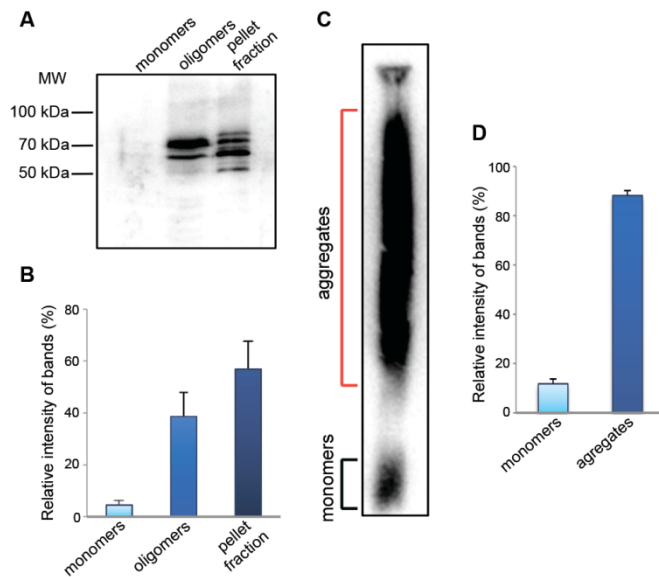 A
monomers
oligomers
pellet
fraction
MW
100 kDa
70 kDa
50 kDa
B
Relative intensity of bands (%)
80
60
40
20
0
monomers
oligomers
pellet
fraction
C
aggregates
monomers
D
Relative intensity of bands (%)
100
80
60
40
20
0
monomers
agregates